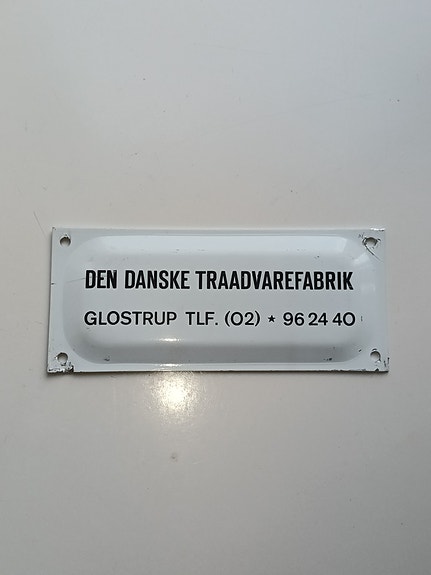 DEN DANSKE TRAADVAREFABRIK
GLOSTRUP TLF. (02) ★ 96 24 40